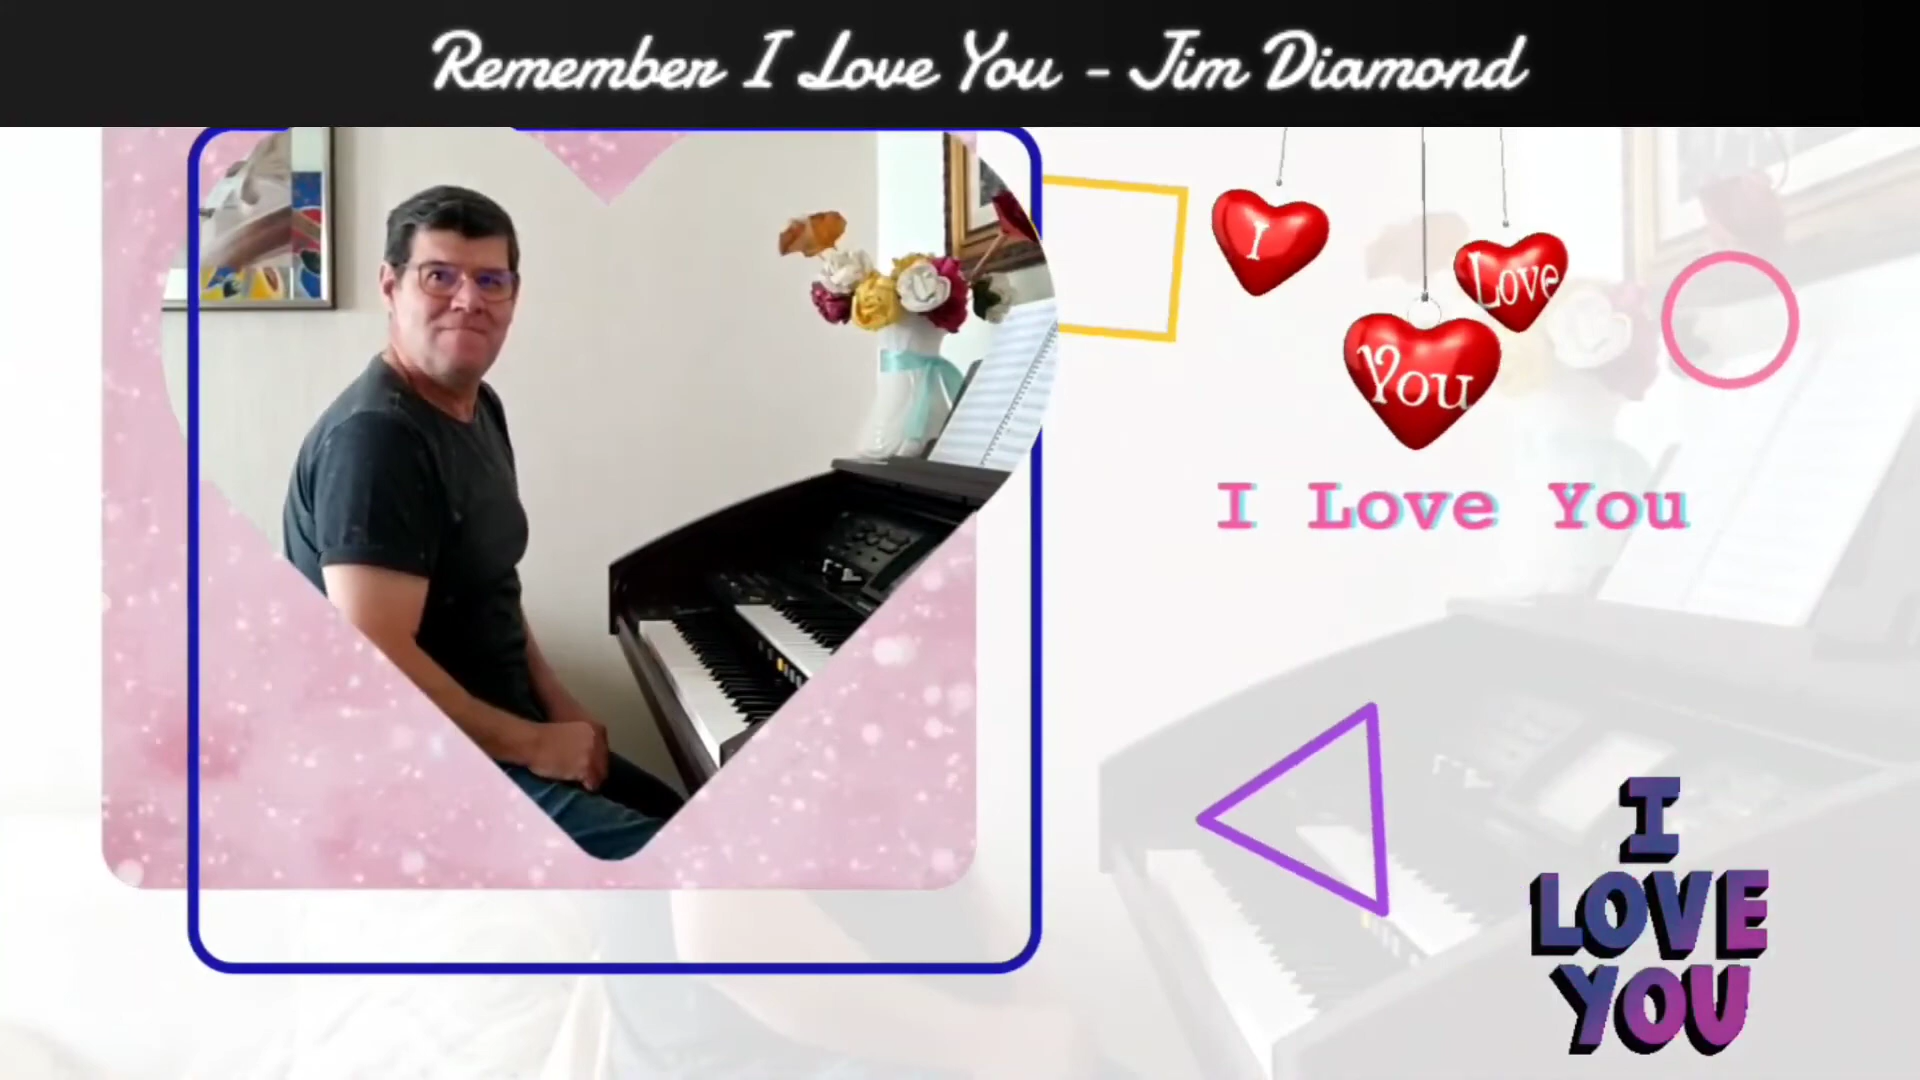 Remember I Love You - Jim Diamond
I
Love
You
I Love You
I
LOVE
YOU